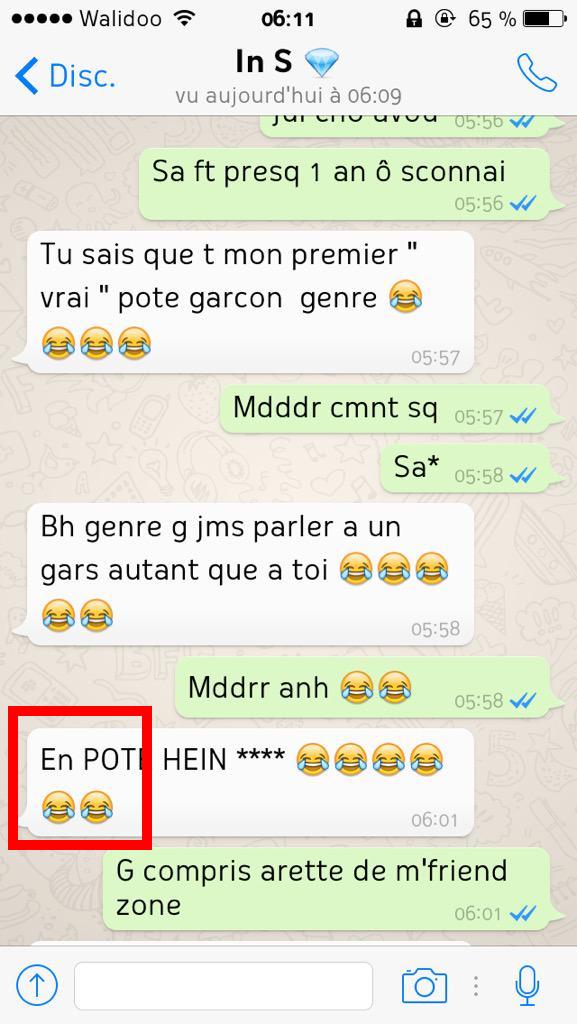 Walidoo 06:11 65 %
Disc. In S 💎
vu aujourd'hui à 06:09
05:56
Sa ft presq 1 an ô sconnai
05:56
Tu sais que t mon premier "
vrai " pote garcon genre 😂
😂😂😂
05:57
Mdddr cmnt sq 05:57
Sa* 05:58
Bh genre g jms parler a un
gars autant que a toi 😂😂😂
😂😂
05:58
Mddrr anh 😂😂 05:58
En POTE HEIN **** 😂😂😂😂
😂😂
06:01
G compris arette de m'friend
zone 06:01